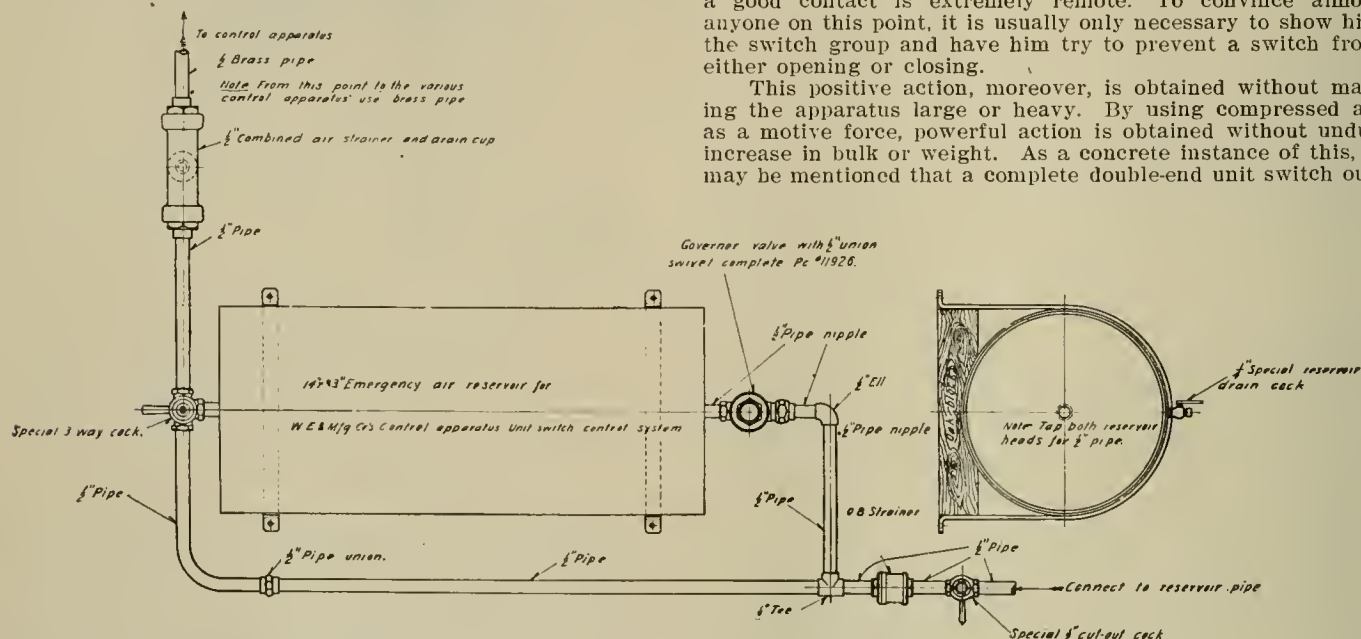 a good contact is extremely remote. To convince almo
anyone on this point, it is usually only necessary to show hi
the switch group and have him try to prevent a switch fro
either opening or closing.
This positive action, moreover, is obtained without ma
ing the apparatus large or heavy. By using compressed a
as a motive force, powerful action is obtained without undu
increase in bulk or weight. As a concrete instance of this,
may be mentioned that a complete double-end unit switch ou
To control apparatus
½ Brass pipe
Note From this point to the various
control apparatus use brass pipe
½" Combined air strainer and drain cup
½" Pipe
Governer valve with ½" union
swivel complete Pc #11926.
½" Pipe nipple
½" Ell
¼" Special reservoir
drain cock
14"x 33" Emergency air reservoir for
W E & M'f'g Co's Control apparatus Unit switch control system
Special 3 way cock.
½" Pipe nipple
Oak
Note Tap both reservoir
heads for ½" pipe.
½" Pipe
½" Pipe
O B Strainer
½" Pipe union.
½" Pipe
½" Pipe
Connect to reservoir pipe
½" Tee
Special ½" cut-out cock